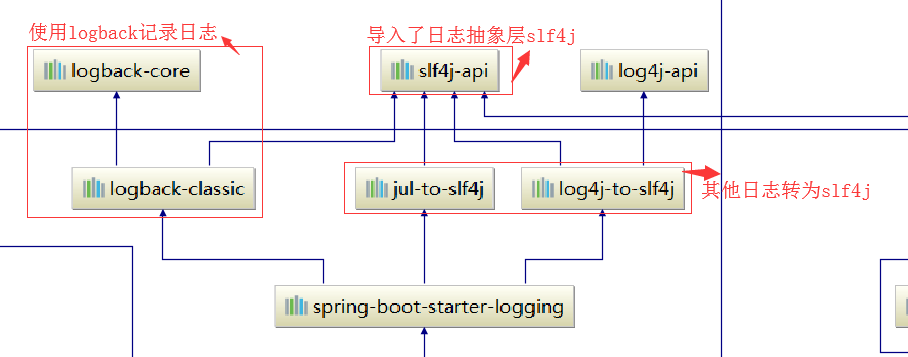 使用logback记录日志
导入了日志抽象层slf4j
logback-core
slf4j-api
log4j-api
logback-classic
jul-to-slf4j
log4j-to-slf4j
其他日志转为slf4j
spring-boot-starter-logging